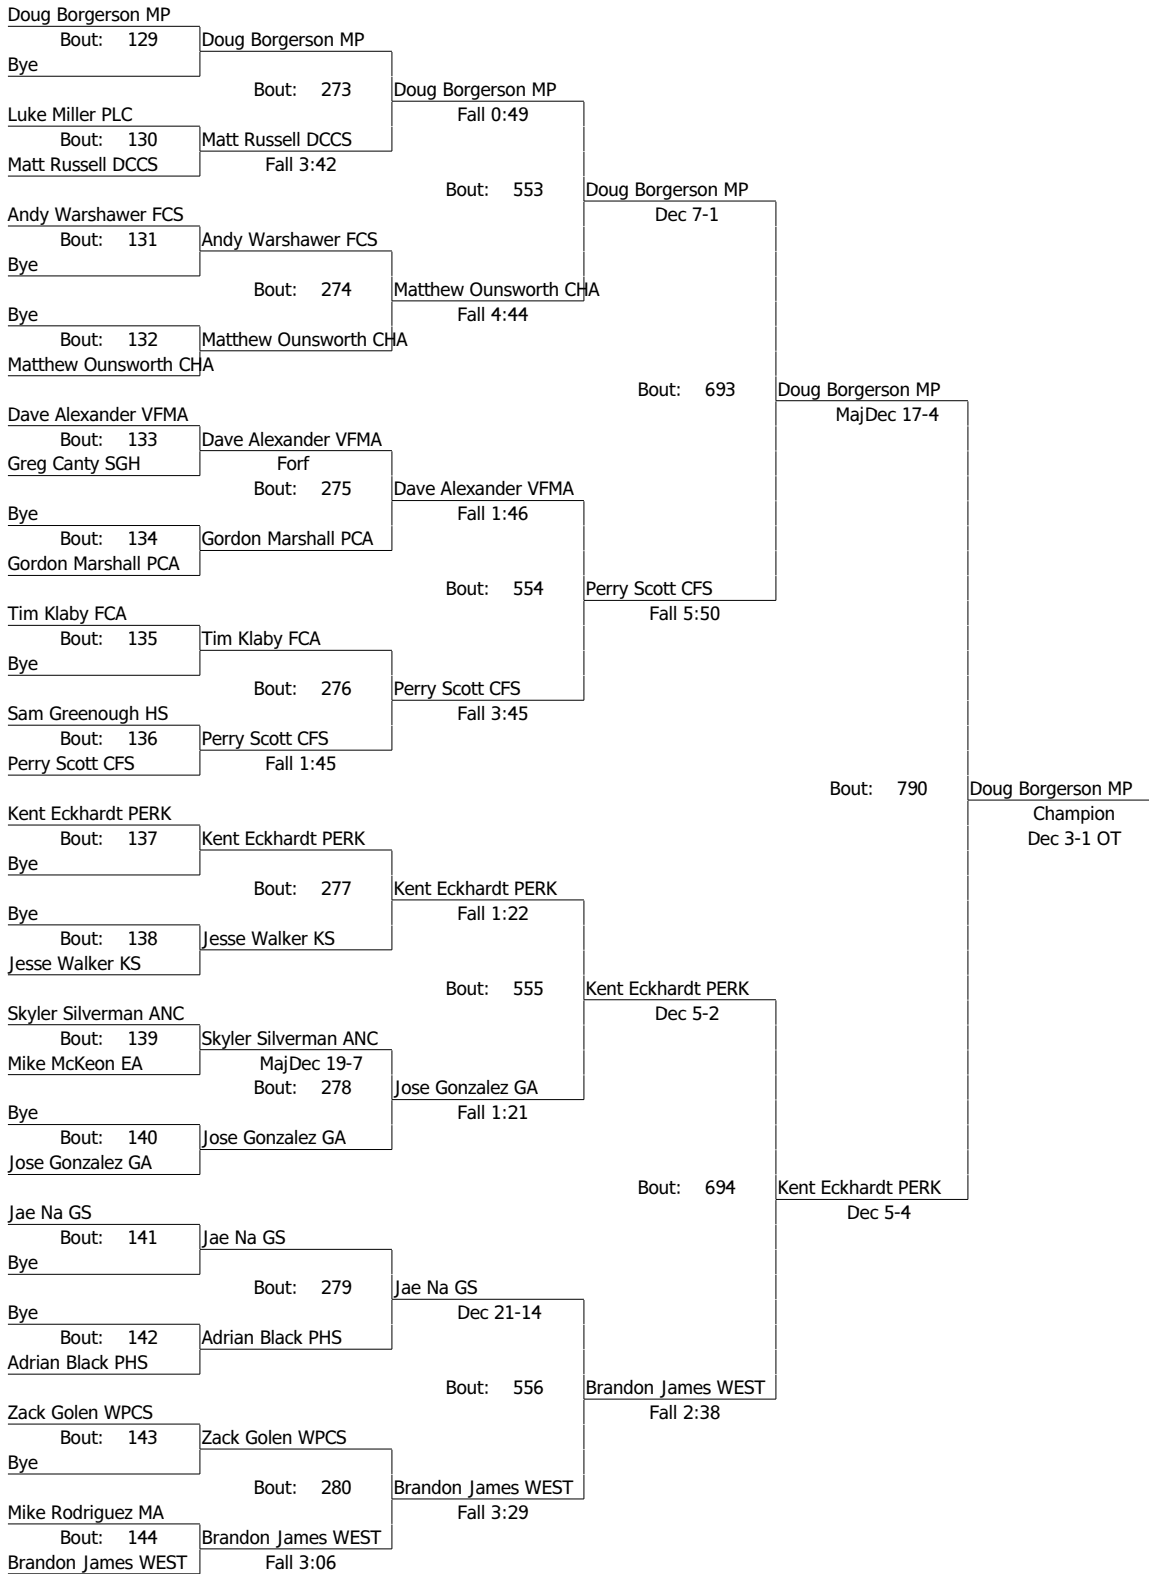 Doug Borgerson MP
Bout: 129 Doug Borgerson MP
Bye
Bout: 273 Doug Borgerson MP
Luke Miller PLC Fall 0:49
Bout: 130 Matt Russell DCCS
Matt Russell DCCS Fall 3:42
Bout: 553 Doug Borgerson MP
Andy Warshawer FCS Dec 7-1
Bout: 131 Andy Warshawer FCS
Bye
Bout: 274 Matthew Ounsworth CHA
Bye Fall 4:44
Bout: 132 Matthew Ounsworth CHA
Matthew Ounsworth CHA
Bout: 693 Doug Borgerson MP
Dave Alexander VFMA MajDec 17-4
Bout: 133 Dave Alexander VFMA
Greg Canty SGH Forf
Bout: 275 Dave Alexander VFMA
Bye Fall 1:46
Bout: 134 Gordon Marshall PCA
Gordon Marshall PCA
Bout: 554 Perry Scott CFS
Tim Klaby FCA Fall 5:50
Bout: 135 Tim Klaby FCA
Bye
Bout: 276 Perry Scott CFS
Sam Greenough HS Fall 3:45
Bout: 136 Perry Scott CFS
Perry Scott CFS Fall 1:45
Bout: 790 Doug Borgerson MP
Kent Eckhardt PERK Champion
Bout: 137 Kent Eckhardt PERK Dec 3-1 OT
Bye
Bout: 277 Kent Eckhardt PERK
Bye Fall 1:22
Bout: 138 Jesse Walker KS
Jesse Walker KS
Bout: 555 Kent Eckhardt PERK
Skyler Silverman ANC Dec 5-2
Bout: 139 Skyler Silverman ANC
Mike McKeon EA MajDec 19-7
Bout: 278 Jose Gonzalez GA
Bye Fall 1:21
Bout: 140 Jose Gonzalez GA
Jose Gonzalez GA
Bout: 694 Kent Eckhardt PERK
Jae Na GS Dec 5-4
Bout: 141 Jae Na GS
Bye
Bout: 279 Jae Na GS
Bye Dec 21-14
Bout: 142 Adrian Black PHS
Adrian Black PHS
Bout: 556 Brandon James WEST
Zack Golen WPCS Fall 2:38
Bout: 143 Zack Golen WPCS
Bye
Bout: 280 Brandon James WEST
Mike Rodriguez MA Fall 3:29
Bout: 144 Brandon James WEST
Brandon James WEST Fall 3:06